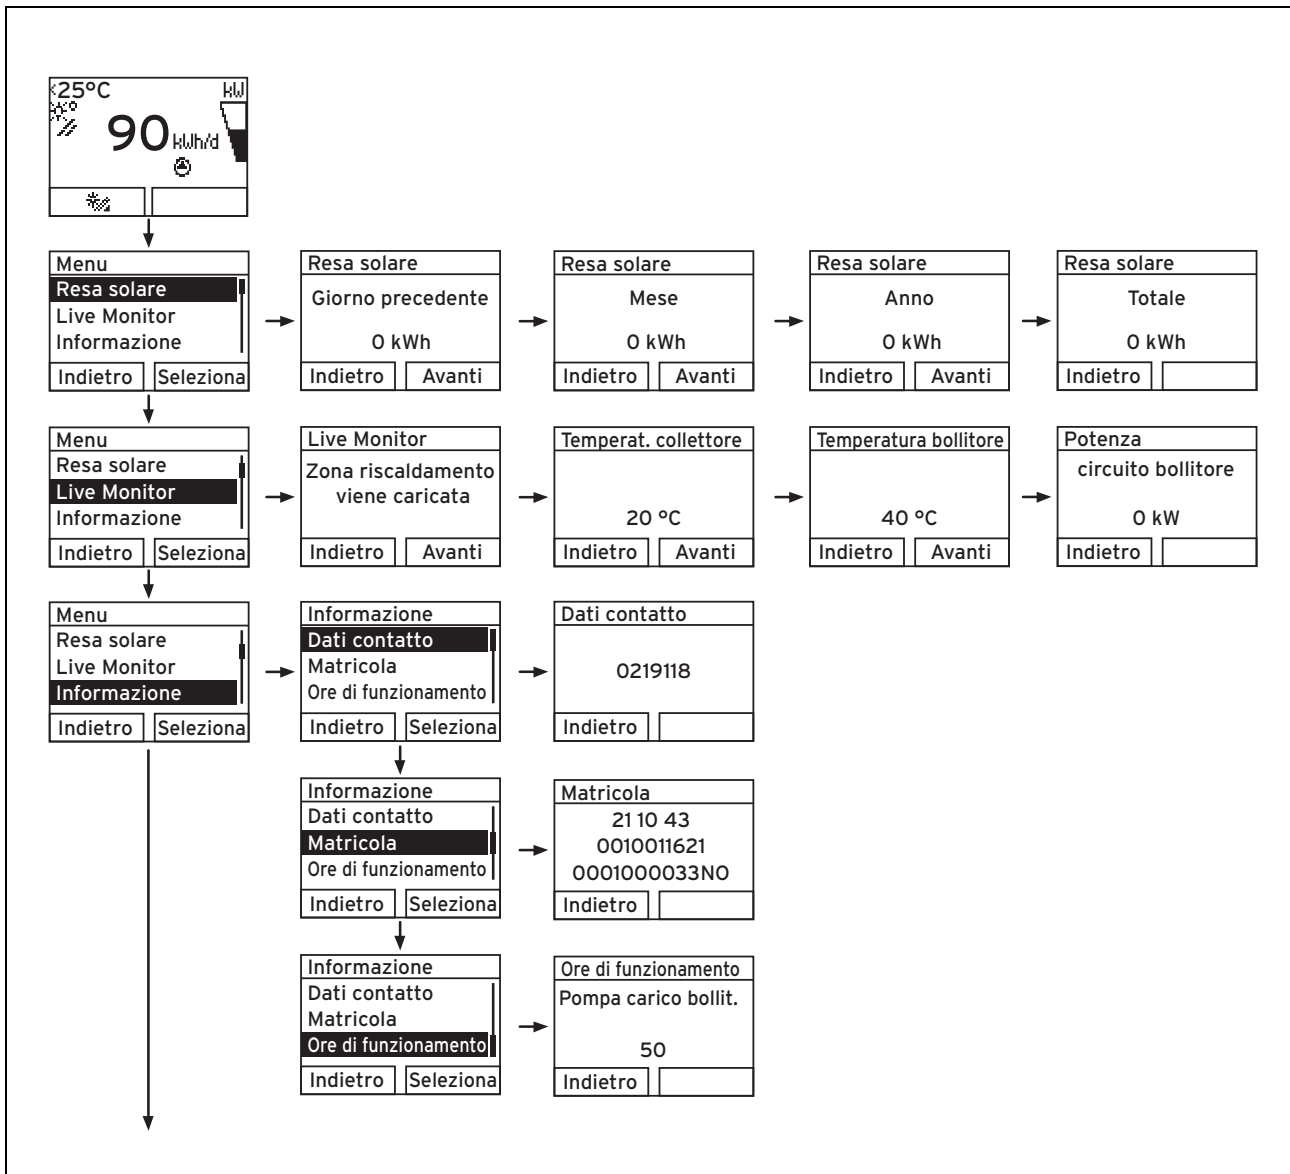 25°C
kW
90 kWh/d
Menu
Resa solare
Live Monitor
Informazione
Indietro
Seleziona
Resa solare
Giorno precedente
0 kWh
Indietro
Avanti
Resa solare
Mese
0 kWh
Indietro
Avanti
Resa solare
Anno
0 kWh
Indietro
Avanti
Resa solare
Totale
0 kWh
Indietro
Menu
Resa solare
Live Monitor
Informazione
Indietro
Seleziona
Live Monitor
Zona riscaldamento
viene caricata
Indietro
Avanti
Temperat. collettore
20 °C
Indietro
Avanti
Temperatura bollitore
40 °C
Indietro
Avanti
Potenza
circuito bollitore
0 kW
Indietro
Menu
Resa solare
Live Monitor
Informazione
Indietro
Seleziona
Informazione
Dati contatto
Matricola
Ore di funzionamento
Indietro
Seleziona
Dati contatto
0219118
Indietro
Informazione
Dati contatto
Matricola
Ore di funzionamento
Indietro
Seleziona
Matricola
21 10 43
0010011621
0001000033N0
Indietro
Informazione
Dati contatto
Matricola
Ore di funzionamento
Indietro
Seleziona
Ore di funzionamento
Pompa carico bollit.
50
Indietro